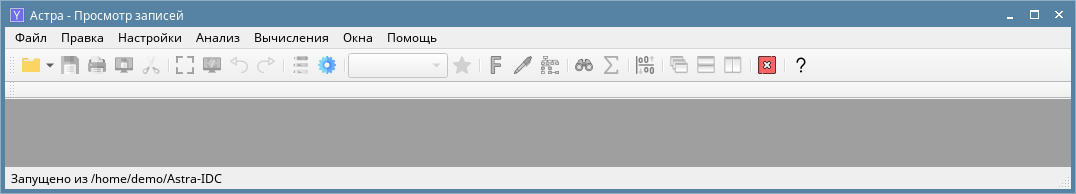 Астра - Просмотр записей
Файл Правка Настройки Анализ Вычисления Окна Помощь
Запущено из /home/demo/Astra-IDC